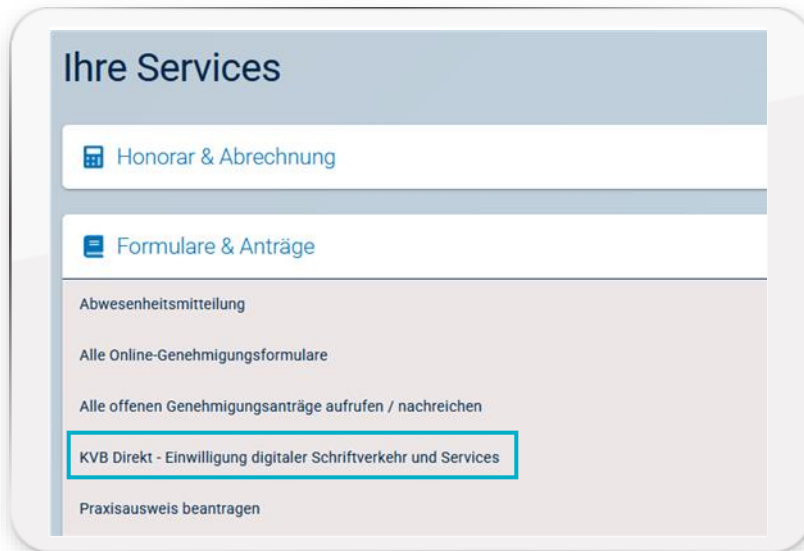 Ihre Services
Honorar & Abrechnung
Formulare & Anträge
Abwesenheitsmitteilung
Alle Online-Genehmigungsformulare
Alle offenen Genehmigungsanträge aufrufen / nachreichen
KVB Direkt - Einwilligung digitaler Schriftverkehr und Services
Praxisausweis beantragen